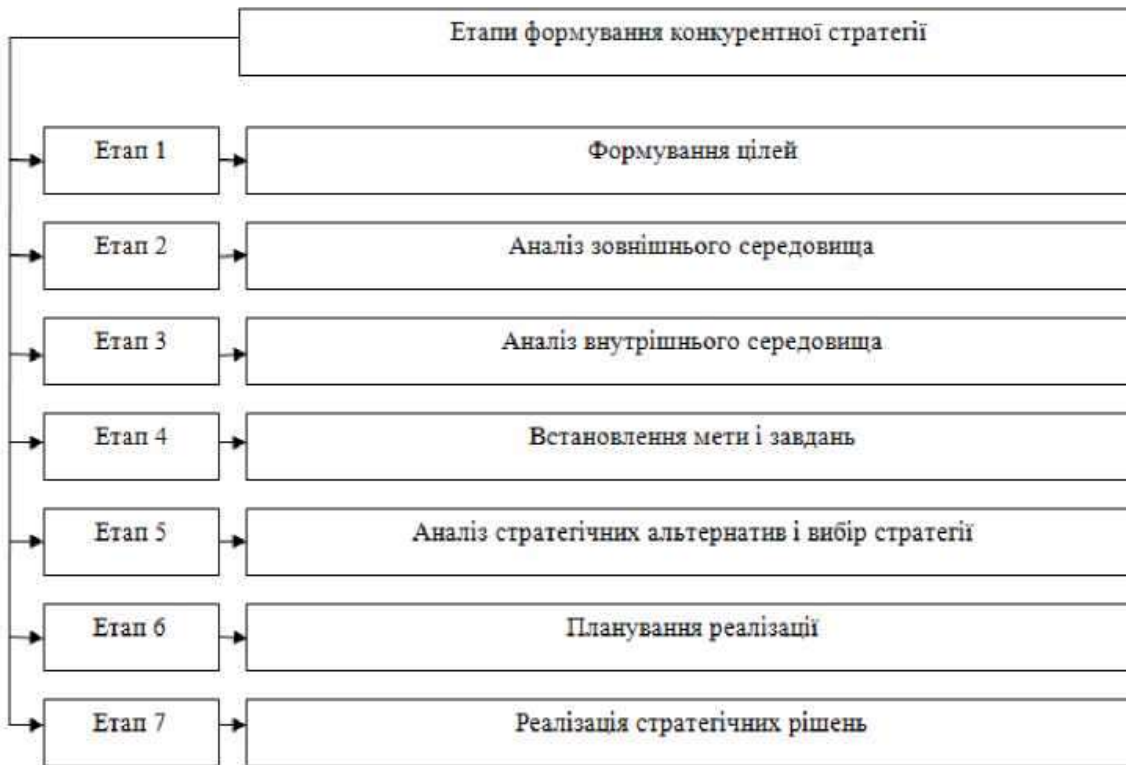 Етапи формування конкурентної стратегії
Етап 1
Формування цілей
Етап 2
Аналіз зовнішнього середовища
Етап 3
Аналіз внутрішнього середовища
Етап 4
Встановлення мети і завдань
Етап 5
Аналіз стратегічних альтернатив і вибір стратегії
Етап 6
Планування реалізації
Етап 7
Реалізація стратегічних рішень